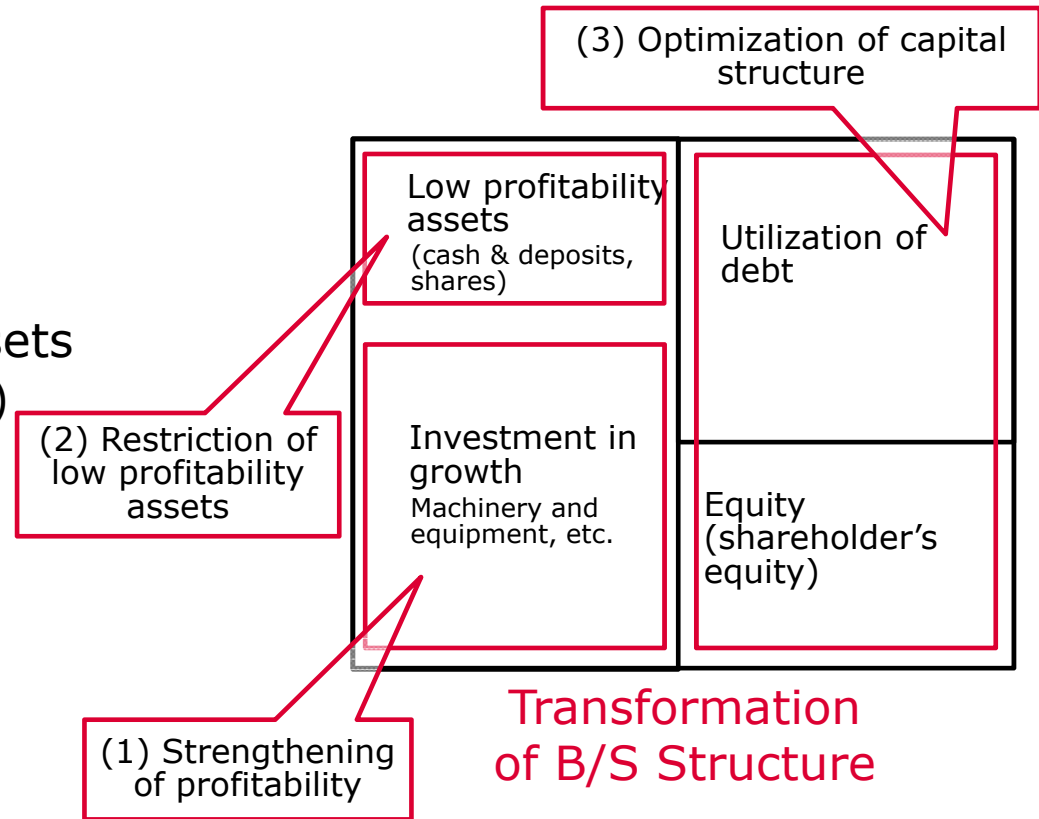 (3) Optimization of capital
structure
Low profitability
assets
(cash & deposits,
shares)
Utilization of
debt
sets
)
(2) Restriction of
low profitability
assets
Investment in
growth
Machinery and
equipment, etc.
Equity
(shareholder’s
equity)
(1) Strengthening
of profitability
Transformation
of B/S Structure